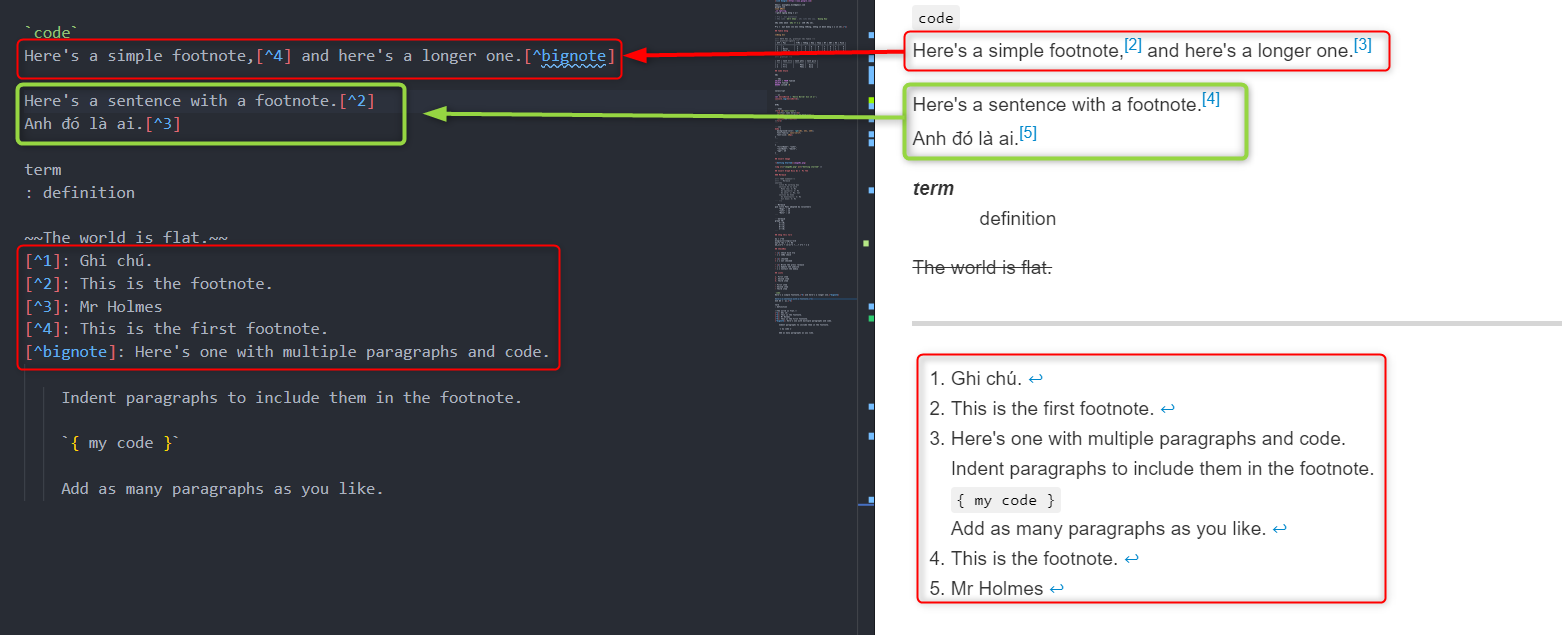 `code`
Here's a simple footnote,[^4] and here's a longer one.[^bignote]
Here's a sentence with a footnote.[^2]
Anh đó là ai.[^3]
term
: definition
~~The world is flat.~~
[^1]: Ghi chú.
[^2]: This is the footnote.
[^3]: Mr Holmes
[^4]: This is the first footnote.
[^bignote]: Here's one with multiple paragraphs and code.
Indent paragraphs to include them in the footnote.
`{ my code }`
Add as many paragraphs as you like.
code
Here's a simple footnote,[2] and here's a longer one.[3]
Here's a sentence with a footnote.[4]
Anh đó là ai.[5]
term
definition
The world is flat.
1. Ghi chú. ↩
2. This is the first footnote. ↩
3. Here's one with multiple paragraphs and code.
Indent paragraphs to include them in the footnote.
{ my code }
Add as many paragraphs as you like. ↩
4. This is the footnote. ↩
5. Mr Holmes ↩